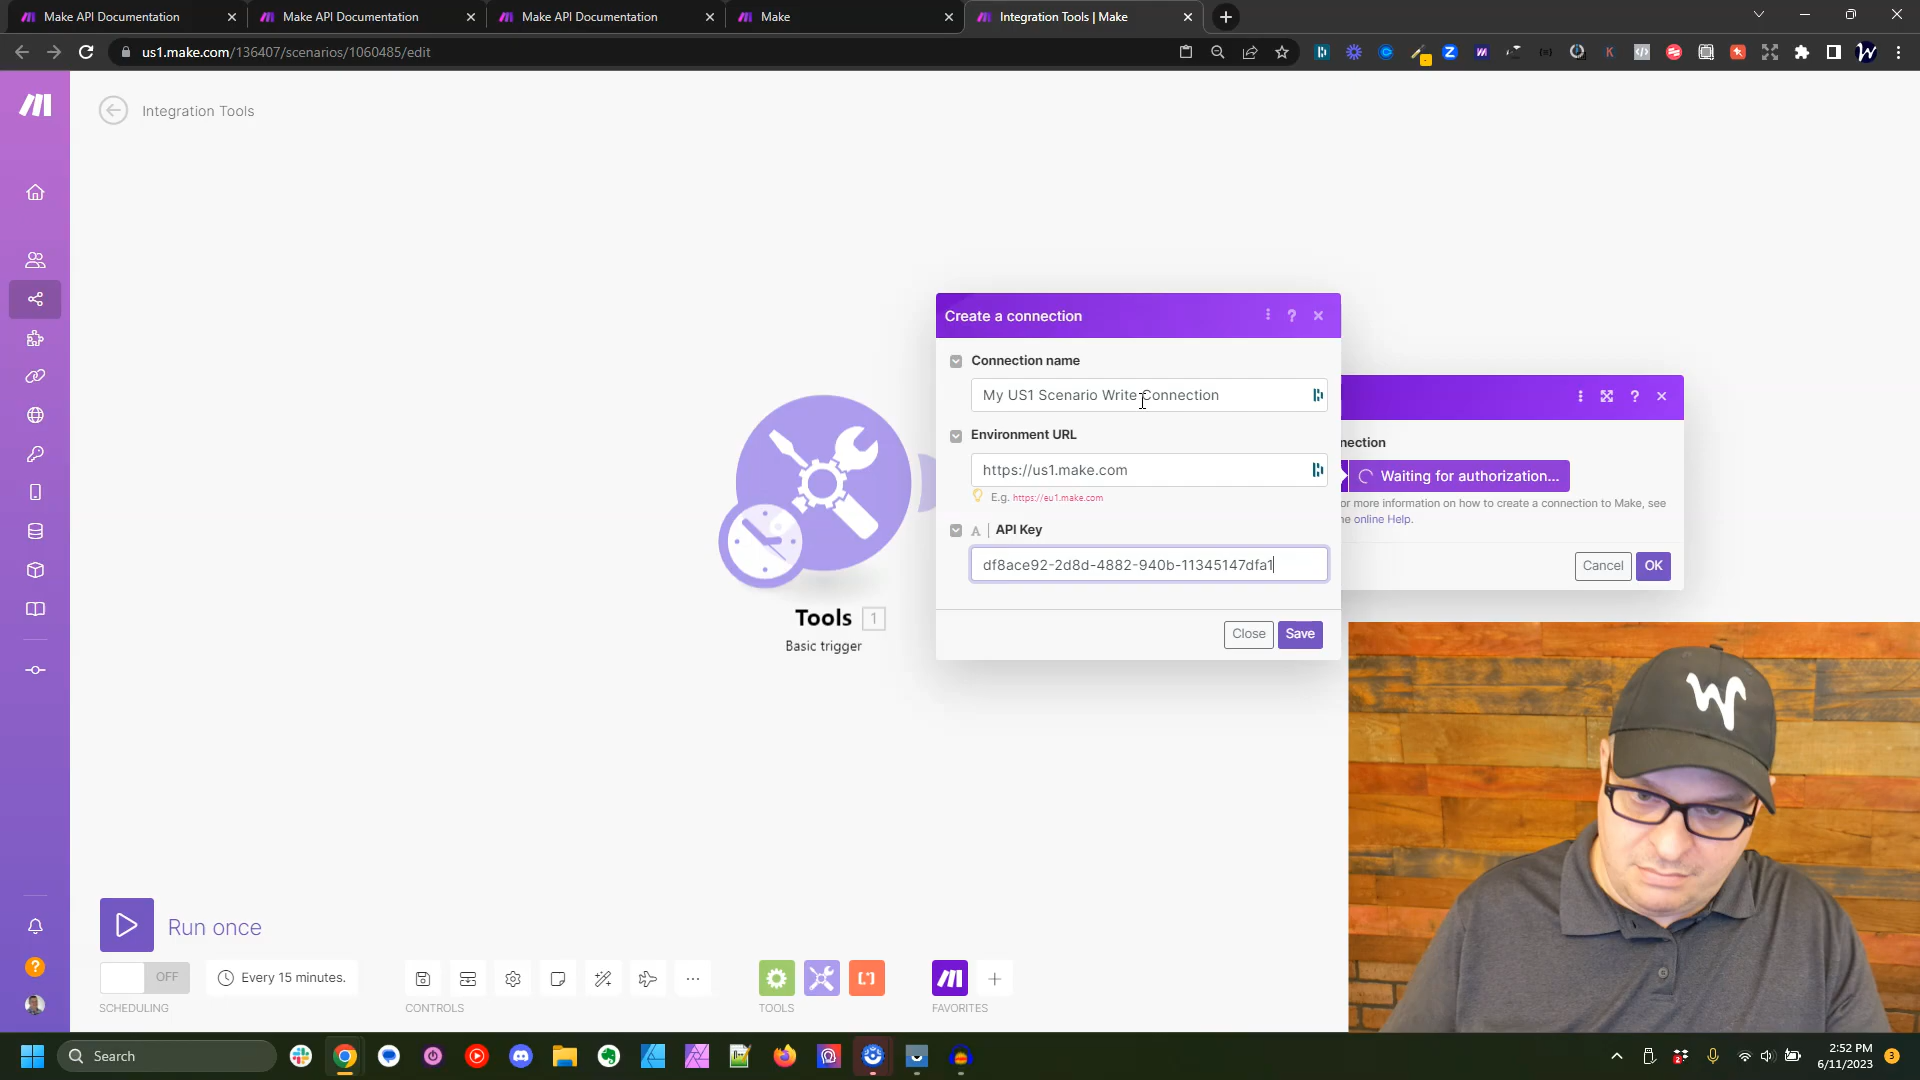 Make API Documentation
Make API Documentation
Make API Documentation
Make
Integration Tools | Make
us1.make.com/136407/scenarios/1060485/edit
Integration Tools
Create a connection
Connection name
My US1 Scenario Write Connection
Environment URL
https://us1.make.com
E.g. https://eu1.make.com
A | API Key
df8ace92-2d8d-4882-940b-11345147dfa1
Close
Save
nection
Waiting for authorization...
or more information on how to create a connection to Make, see
he online Help.
Cancel
OK
Tools 1
Basic trigger
Run once
OFF
Every 15 minutes.
SCHEDULING
CONTROLS
TOOLS
FAVORITES
Search
2:52 PM
6/11/2023
3